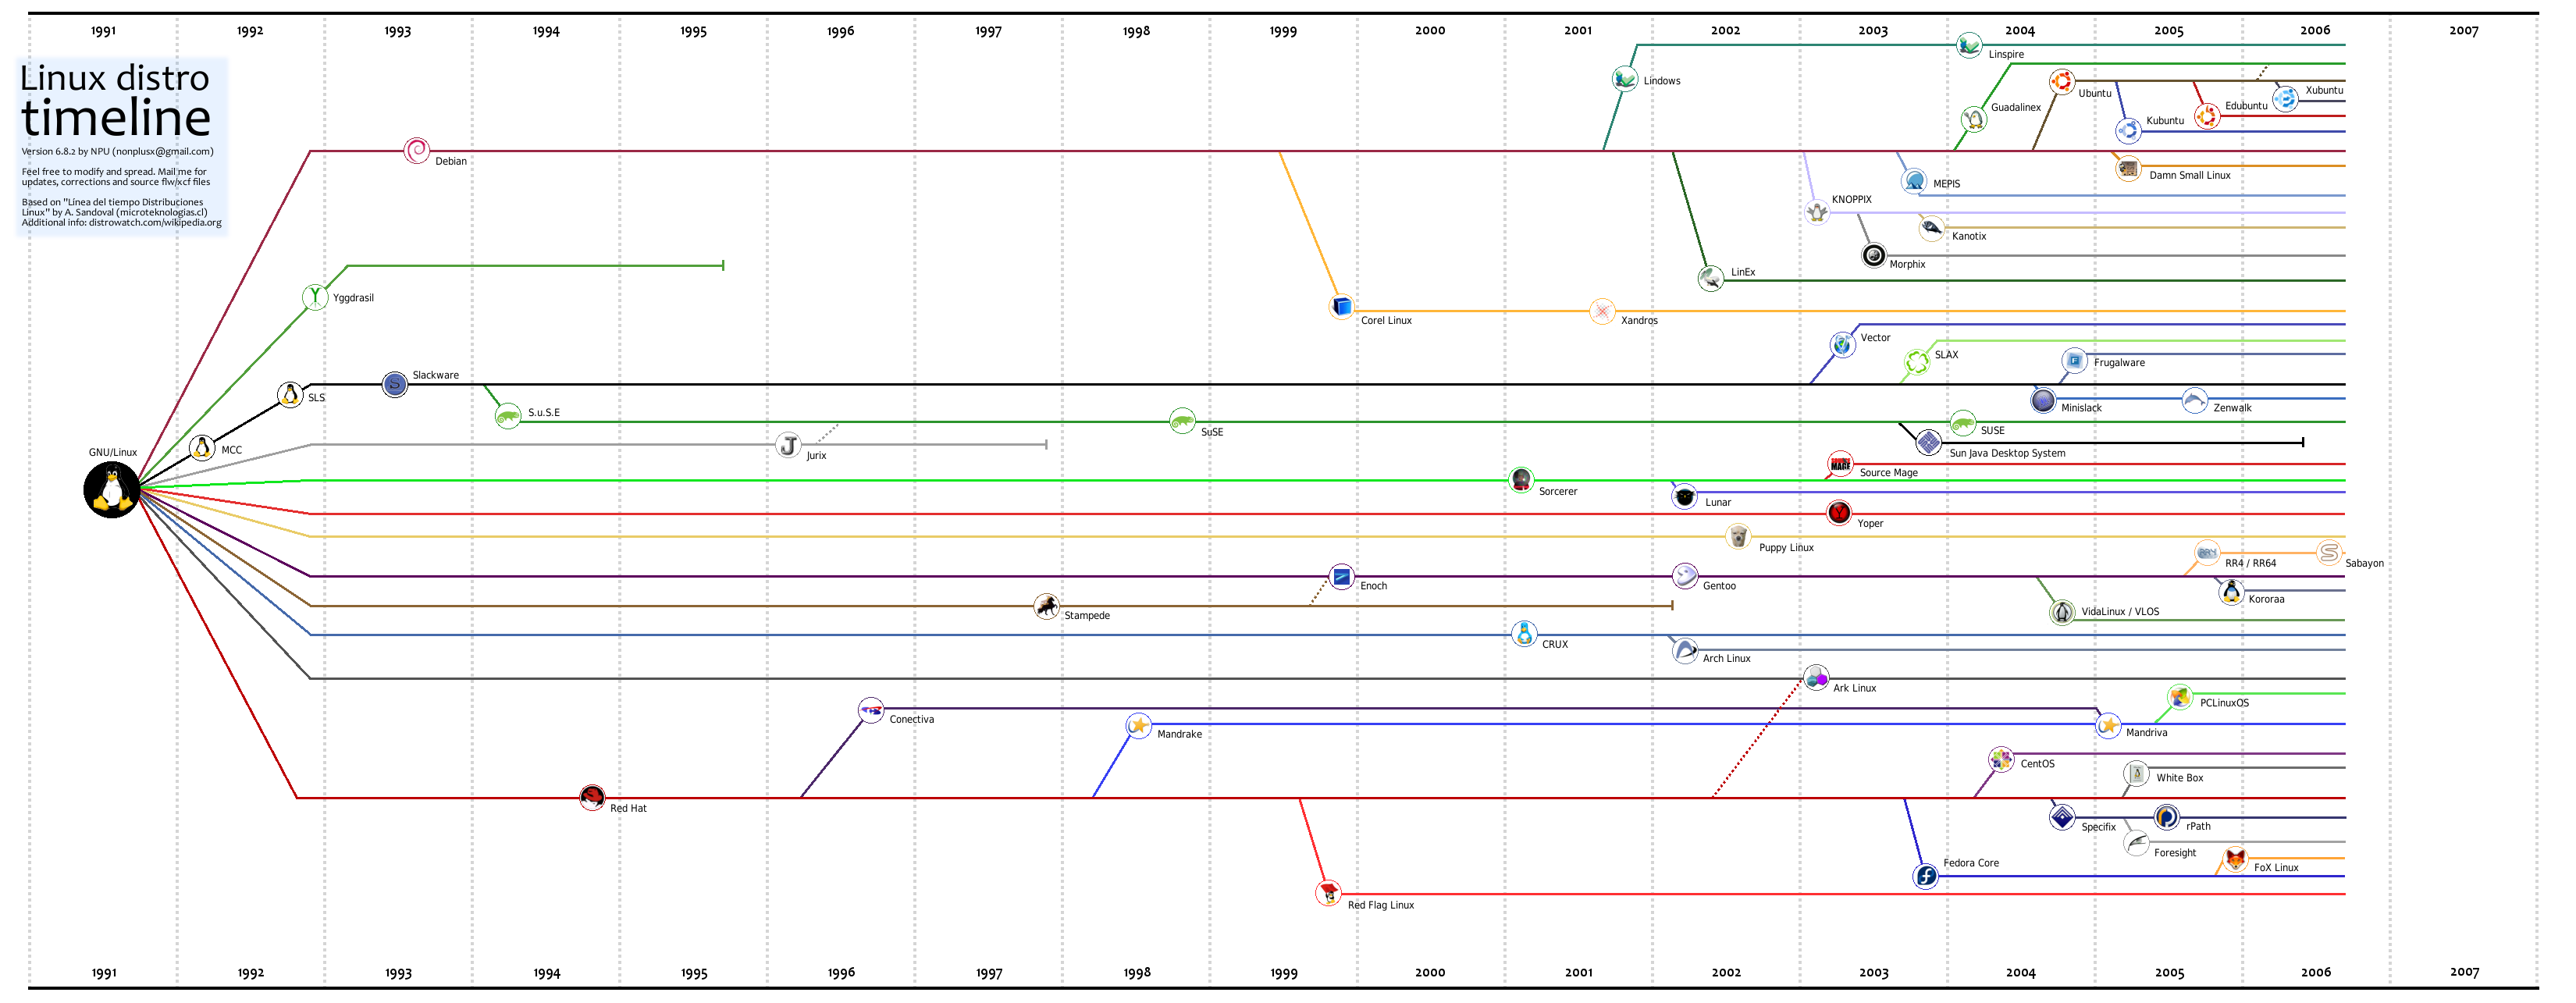 1991 1992 1993 1994 1995 1996 1997 1998 1999 2000 2001 2002 2003 2004 2005 2006 2007
Linux distro
timeline
Version 6.8.2 by NPU (nonplusx@gmail.com)
Feel free to modify and spread. Mail me for
updates, corrections and source flw/xcf files
Based on "Línea del tiempo Distribuciones
Linux" by A. Sandoval (microteknologias.cl)
Additional info: distrowatch.com/wikipedia.org
Linspire
Lindows
Ubuntu
Xubuntu
Guadalinex
Edubuntu
Kubuntu
Debian
Damn Small Linux
MEPIS
KNOPPIX
Kanotix
Morphix
LinEx
Yggdrasil
Corel Linux
Xandros
Vector
SLAX
Frugalware
Slackware
SLS
Minislack
Zenwalk
S.u.S.E
SuSE
SUSE
MCC
GNU/Linux
Jurix
Sun Java Desktop System
SOURCE
MAGE
Source Mage
Sorcerer
Lunar
Yoper
Puppy Linux
RR4 / RR64
Sabayon
Enoch
Gentoo
Kororaa
Stampede
VidaLinux / VLOS
CRUX
Arch Linux
Ark Linux
PCLinuxOS
Conectiva
Mandrake
Mandriva
CentOS
White Box
Red Hat
Specifix
rPath
Foresight
Fedora Core
FoX Linux
Red Flag Linux
1991 1992 1993 1994 1995 1996 1997 1998 1999 2000 2001 2002 2003 2004 2005 2006 2007